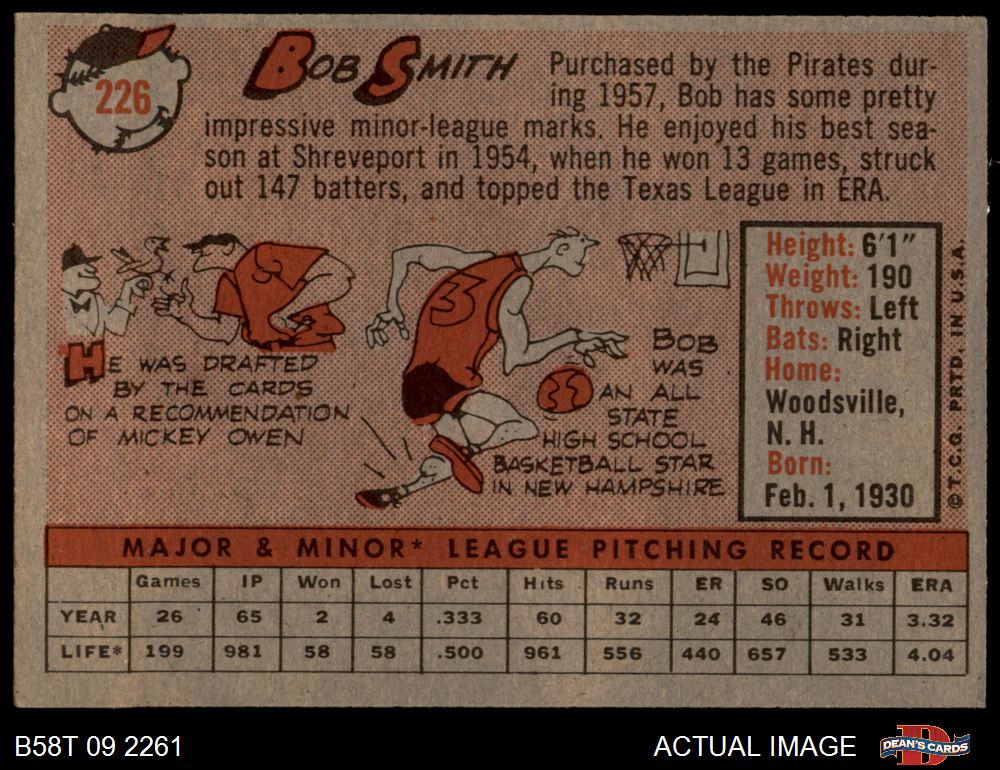 226
BOB SMITH
Purchased by the Pirates dur-
ing 1957, Bob has some pretty
impressive minor-league marks. He enjoyed his best sea-
son at Shreveport in 1954, when he won 13 games, struck
out 147 batters, and topped the Texas League in ERA.
HE WAS DRAFTED
BY THE CARDS
ON A RECOMMENDATION
OF MICKEY OWEN
BOB
WAS
AN ALL
STATE
HIGH SCHOOL
BASKETBALL STAR
IN NEW HAMPSHIRE
Height: 6'1"
Weight: 190
Throws: Left
Bats: Right
Home:
Woodsville,
N. H.
Born:
Feb. 1, 1930
© T.C.G. PRTD. IN U.S.A.
MAJOR & MINOR* LEAGUE PITCHING RECORD
Games IP Won Lost Pct Hits Runs ER SO Walks ERA
YEAR 26 65 2 4 .333 60 32 24 46 31 3.32
LIFE* 199 981 58 58 .500 961 556 440 657 533 4.04
B58T 09 2261
ACTUAL IMAGE
D
DEAN'S CARDS